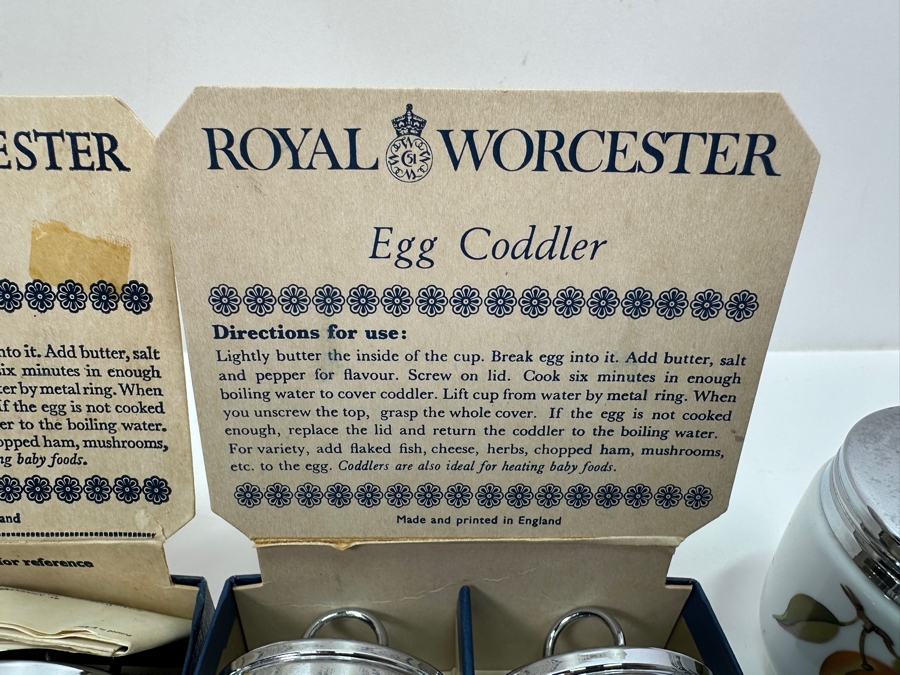 ESTER
nto it. Add butter, salt
six minutes in enough
ter by metal ring. When
If the egg is not cooked
er to the boiling water.
opped ham, mushrooms,
ng baby foods.
and
for reference
ROYAL WORCESTER
51
Egg Coddler
Directions for use:
Lightly butter the inside of the cup. Break egg into it. Add butter, salt
and pepper for flavour. Screw on lid. Cook six minutes in enough
boiling water to cover coddler. Lift cup from water by metal ring. When
you unscrew the top, grasp the whole cover. If the egg is not cooked
enough, replace the lid and return the coddler to the boiling water.
For variety, add flaked fish, cheese, herbs, chopped ham, mushrooms,
etc. to the egg. Coddlers are also ideal for heating baby foods.
Made and printed in England